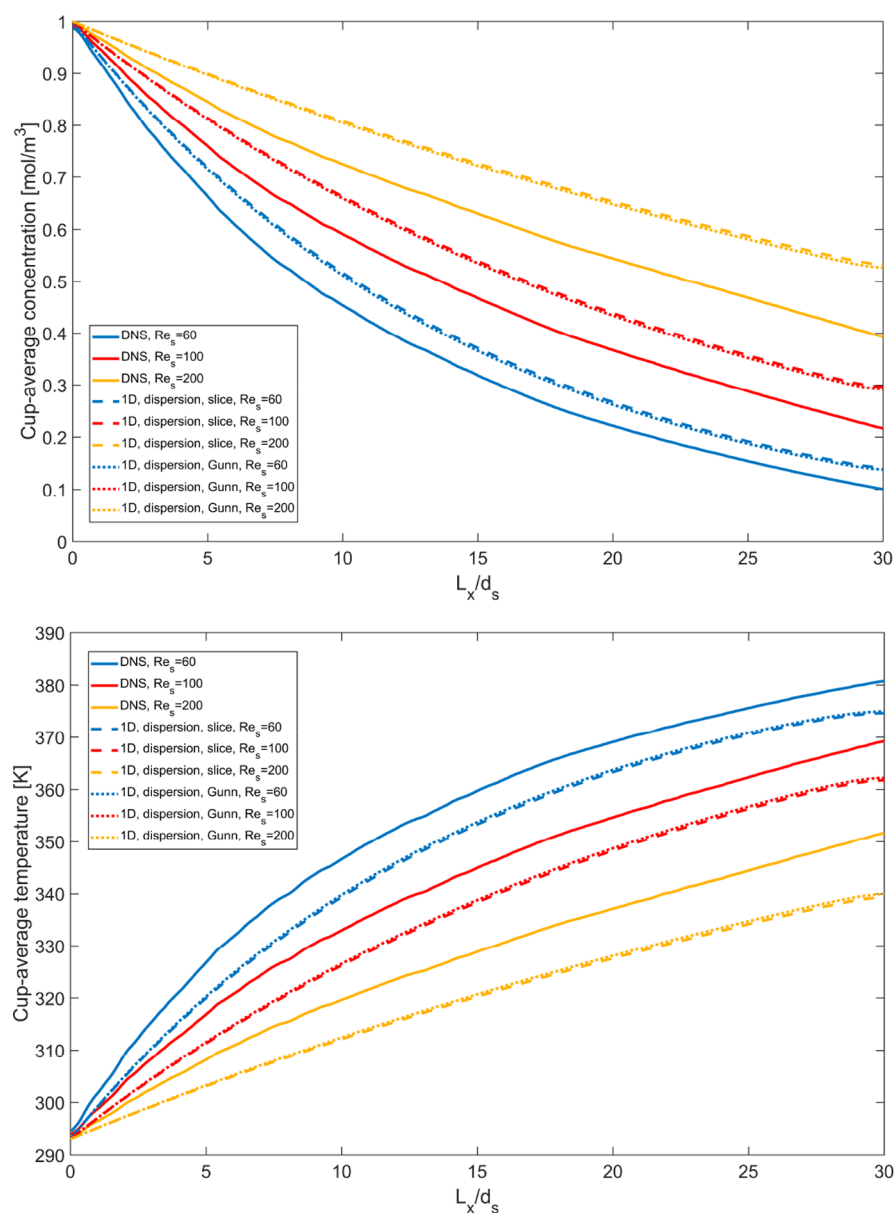 1
0.9
0.8
0.7
0.6
0.5
0.4
0.3
0.2
0.1
0
Cup-average concentration [mol/m³]
DNS, Reₛ=60
DNS, Reₛ=100
DNS, Reₛ=200
1D, dispersion, slice, Reₛ=60
1D, dispersion, slice, Reₛ=100
1D, dispersion, slice, Reₛ=200
1D, dispersion, Gunn, Reₛ=60
1D, dispersion, Gunn, Reₛ=100
1D, dispersion, Gunn, Reₛ=200
0 5 10 15 20 25 30
Lₓ/dₛ
390
380
370
360
350
340
330
320
310
300
290
Cup-average temperature [K]
DNS, Reₛ=60
DNS, Reₛ=100
DNS, Reₛ=200
1D, dispersion, slice, Reₛ=60
1D, dispersion, slice, Reₛ=100
1D, dispersion, slice, Reₛ=200
1D, dispersion, Gunn, Reₛ=60
1D, dispersion, Gunn, Reₛ=100
1D, dispersion, Gunn, Reₛ=200
0 5 10 15 20 25 30
Lₓ/dₛ